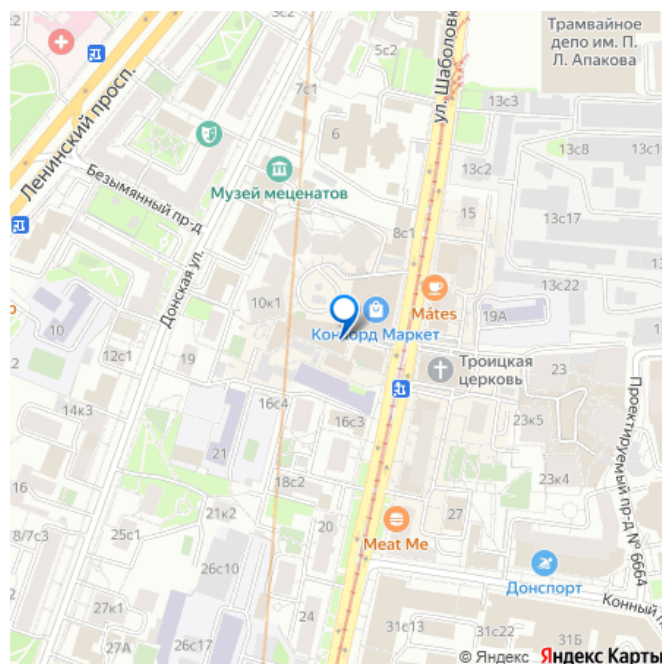 Трамвайное
депо им. П.
Л. Апакова
5с2
7с1
ул. Шаболовк
13с3
Ленинский просп.
6
13с8
13с1
13с2
Безымянный пр-д
Музей меценатов
15
13с17
8с1
Донская ул.
13с22
10к1
Mátes
19А
10
Конкорд Маркет
12с1
19
Троицкая
церковь
23
14к3
16с4
16с3
23к5
Проектируемый пр-д № 6664
21
18с2
23к4
16
21к2
20
27
8/7с3
25с1
Meat Me
26с10
Донспорт
27к1
24
Конный п
27А
26с17
31с13
31с22
31Б
© Яндекс Яндекс Карты